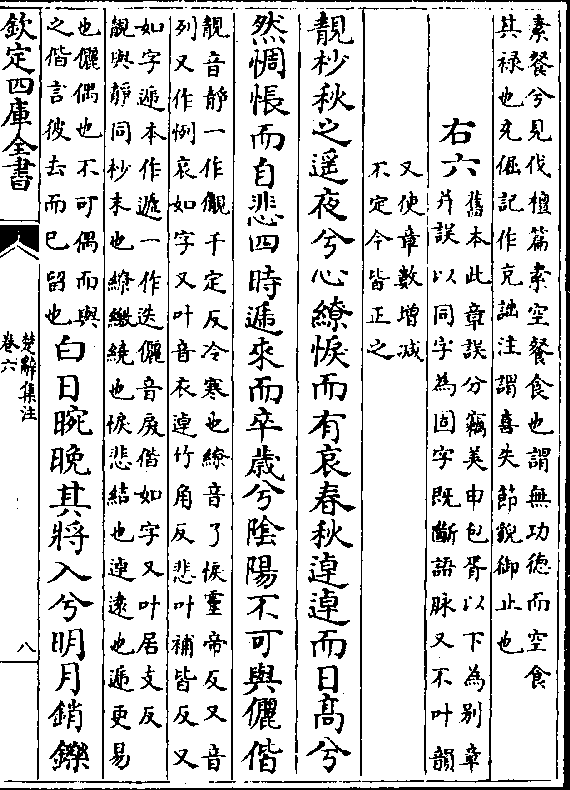 素餐兮見伐檀篇素空餐食也謂無功德而空食
其禄也充倔記作充詘注謂喜失節貌御止也
右六
舊本此章誤分竊美申包胥以下為别章
幷誤以同字為固字既斷語脉又不叶韻
又使章數增减
不定今皆正之
靚杪秋之遥夜兮心繚悷而有哀春秋逴逴而日髙兮
然惆悵而自悲四時遞來而卒歳兮陰陽不可與儷偕
靚音靜一作覯千定反冷寒也繚音了悷靈帝反又音
列又作悷哀如字又叶音衣逴竹角反悲叶補皆反又
如字遞本作遞一作迭儷音戾偕如字又叶居支反
靚與靜同杪末也繚繳繞也悷悲結也逴遠也遞更易
也儷偶也不可偶而與
之偕言彼去而已留也
白日晼晚其將入兮明月銷鑠
欽定四庫全書
楚辭集注
卷六
八